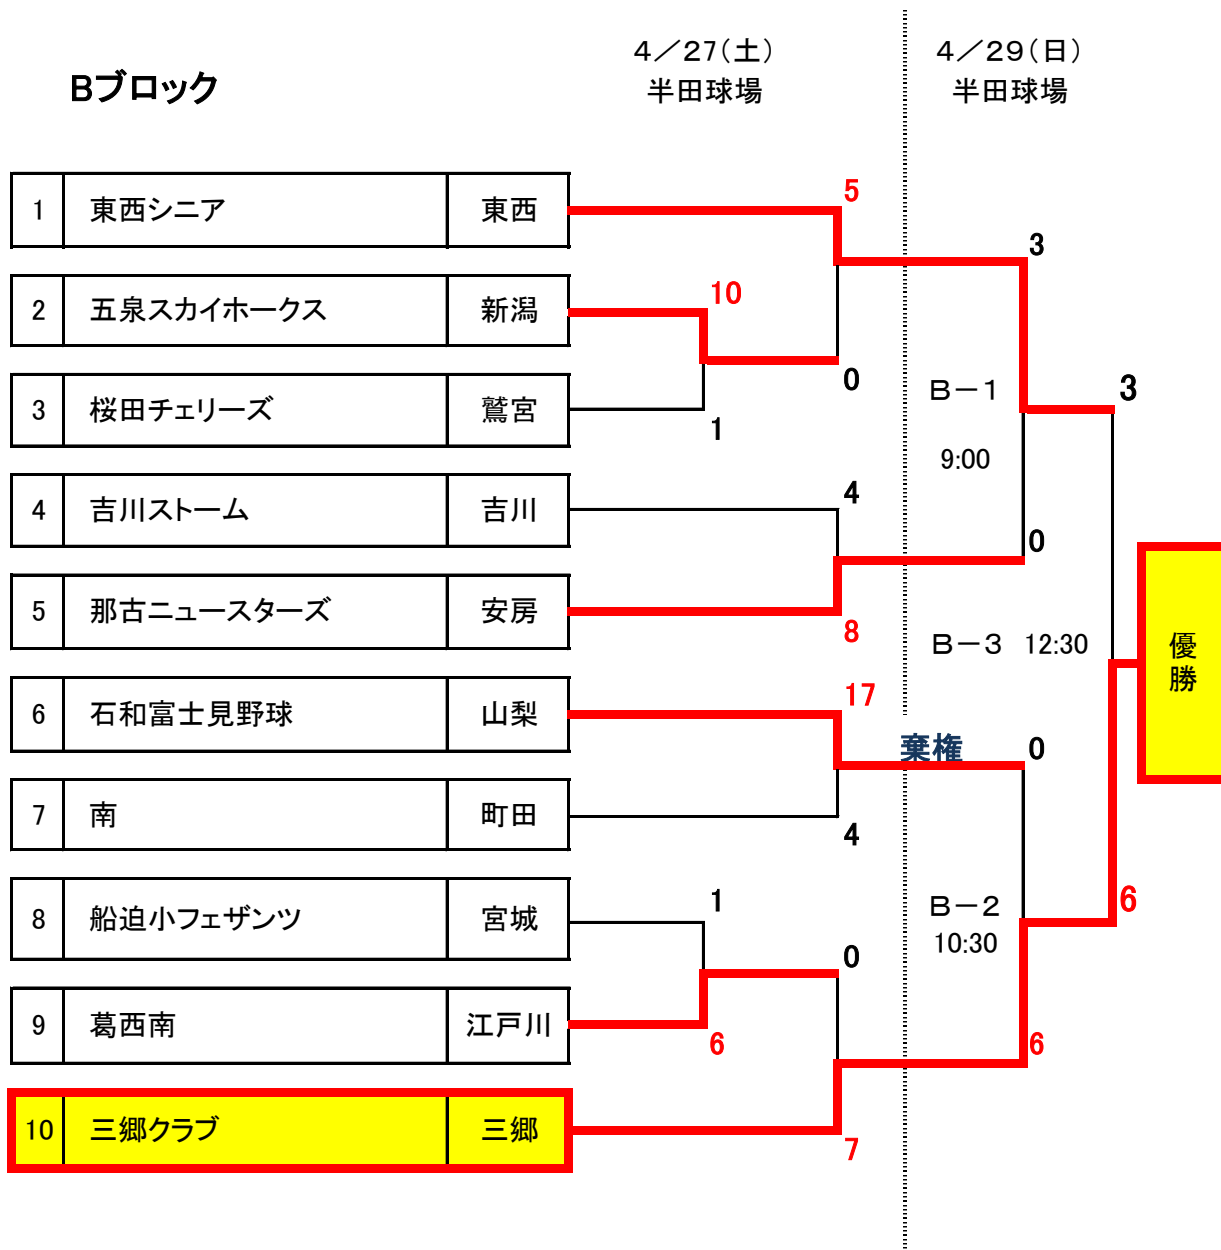 4／27(土)
4／29(日)
Bブロック
半田球場
半田球場
1 東西シニア 東西
5
3
2 五泉スカイホークス 新潟
10
0
3 桜田チェリーズ 鷲宮
1
B－1
9:00
3
4 吉川ストーム 吉川
4
0
5 那古ニュースターズ 安房
8
B－3 12:30
優勝
6 石和富士見野球 山梨
17
棄権
0
7 南 町田
4
8 船迫小フェザンツ 宮城
1
B－2
10:30
6
0
9 葛西南 江戸川
6
6
10 三郷クラブ 三郷
7